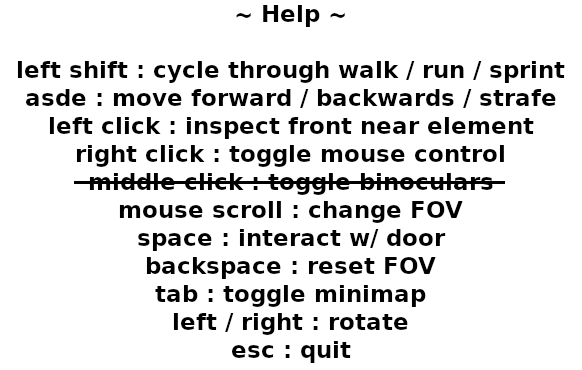 ~ Help ~
left shift : cycle through walk / run / sprint
asde : move forward / backwards / strafe
left click : inspect front near element
right click : toggle mouse control
middle click : toggle binoculars
mouse scroll : change FOV
space : interact w/ door
backspace : reset FOV
tab : toggle minimap
left / right : rotate
esc : quit